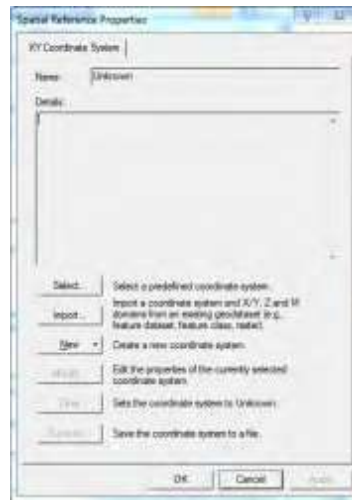 Spatial Reference Properties
XY Coordinate System
Name: Unknown
Details:
Select... Select a predefined coordinate system.
Import... Import a coordinate system and X/Y, Z and M
domains from an existing geodataset (e.g.,
feature dataset, feature class, raster).
New Create a new coordinate system.
Modify... Edit the properties of the currently selected
coordinate system.
Clear Sets the coordinate system to Unknown.
Save the coordinate system to a file.
OK Cancel Apply